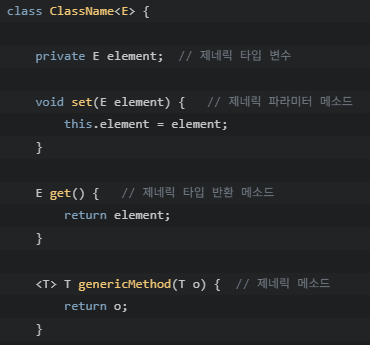 class ClassName<E> {
private E element;  // 제네릭 타입 변수
void set(E element) {   // 제네릭 파라미터 메소드
this.element = element;
}
E get() {   // 제네릭 타입 반환 메소드
return element;
}
<T> T genericMethod(T o) {  // 제네릭 메소드
return o;
}